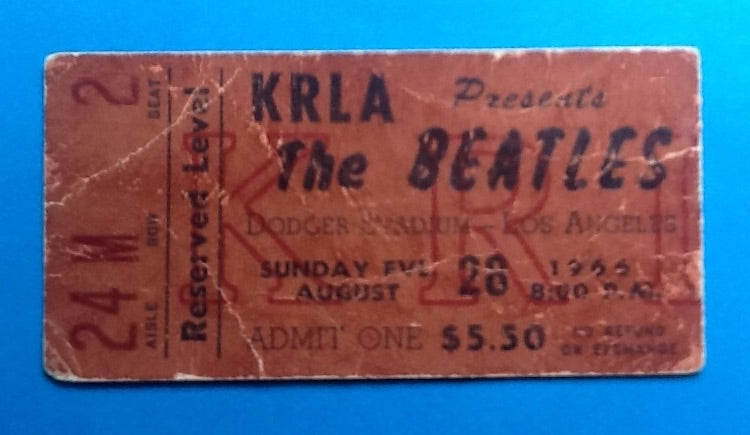 KRLA Presents
The BEATLES
DODGER STADIUM — LOS ANGELES
SUNDAY EVE. 28 1966
AUGUST 8:00 P.M.
ADMIT ONE $5.50 NO REFUND
OR EXCHANGE
Reserved Level
2 SEAT
M ROW
24 AISLE
K R L